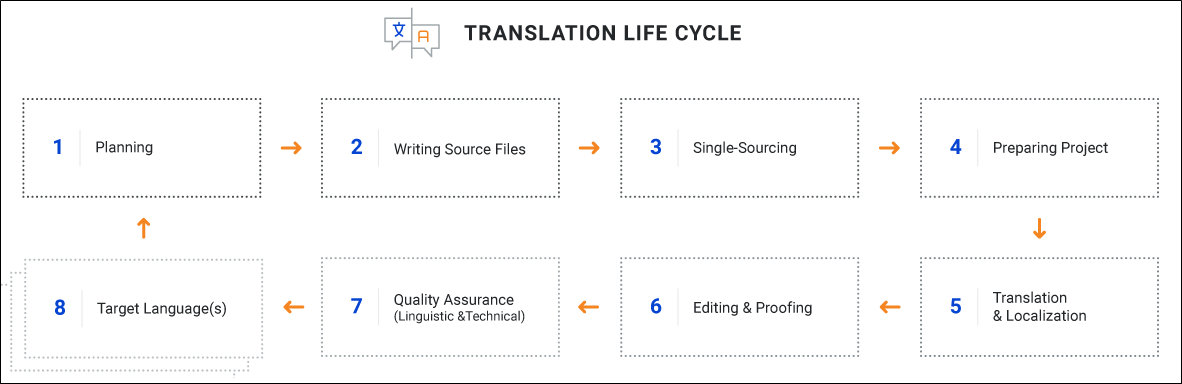 文 A
TRANSLATION LIFE CYCLE
1 Planning
2 Writing Source Files
3 Single-Sourcing
4 Preparing Project
5 Translation
& Localization
6 Editing & Proofing
7 Quality Assurance
(Linguistic &Technical)
8 Target Language(s)